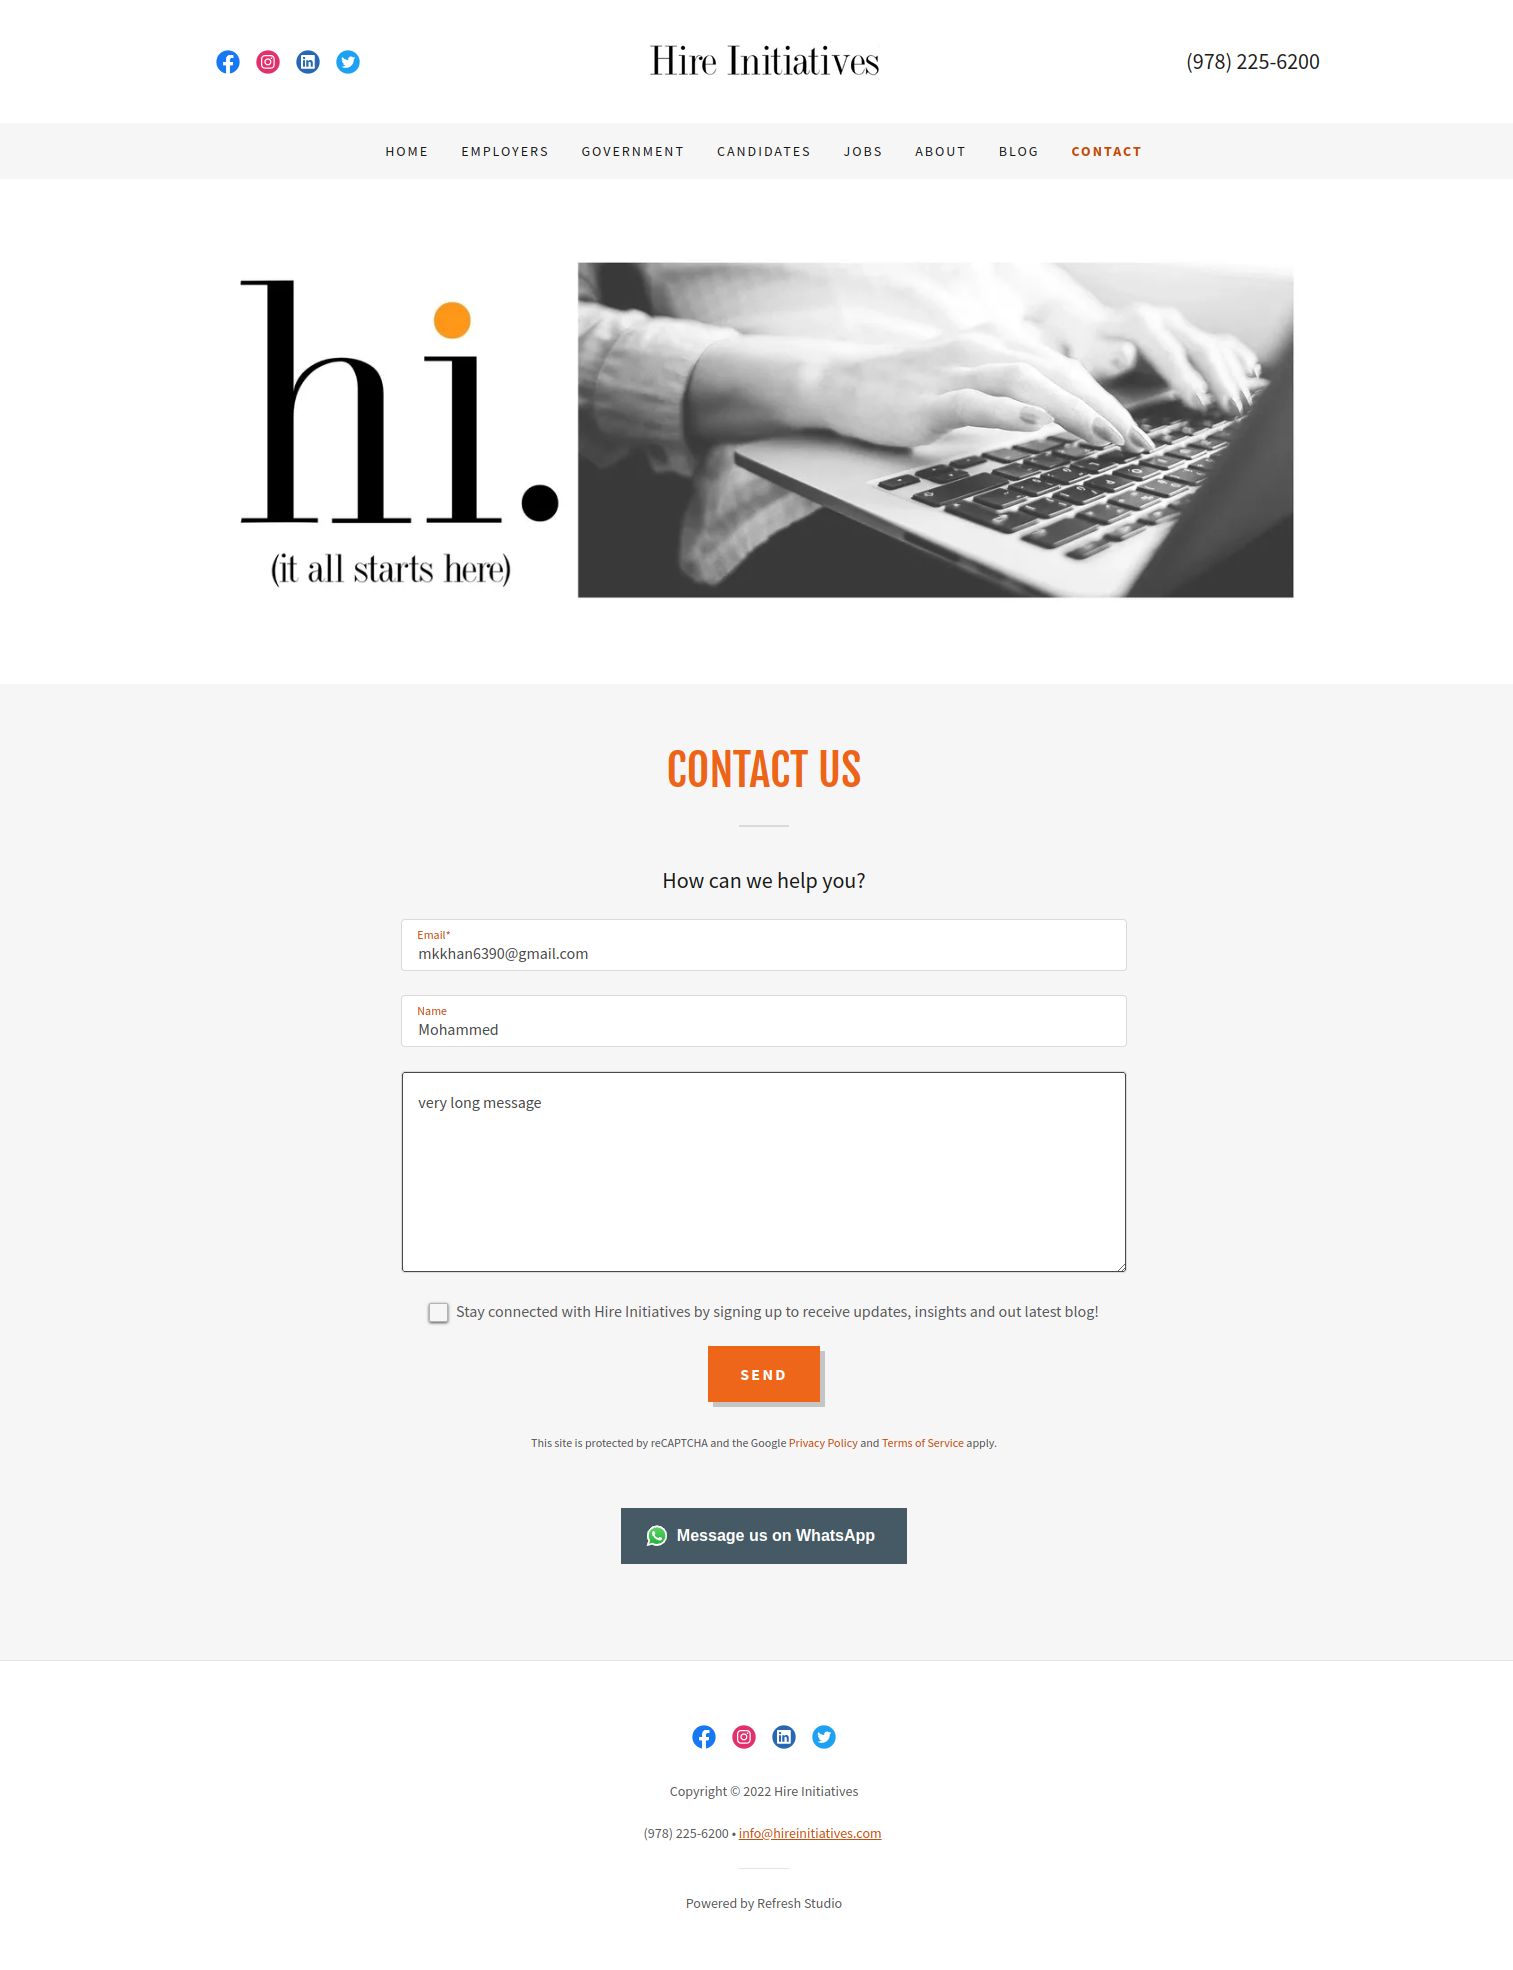 Hire Initiatives
(978) 225-6200
HOME EMPLOYERS GOVERNMENT CANDIDATES JOBS ABOUT BLOG CONTACT
hi.
(it all starts here)
CONTACT US
How can we help you?
Email*
mkkhan6390@gmail.com
Name
Mohammed
very long message
Stay connected with Hire Initiatives by signing up to receive updates, insights and out latest blog!
SEND
This site is protected by reCAPTCHA and the Google Privacy Policy and Terms of Service apply.
Message us on WhatsApp
Copyright © 2022 Hire Initiatives
(978) 225-6200 • info@hireinitiatives.com
Powered by Refresh Studio